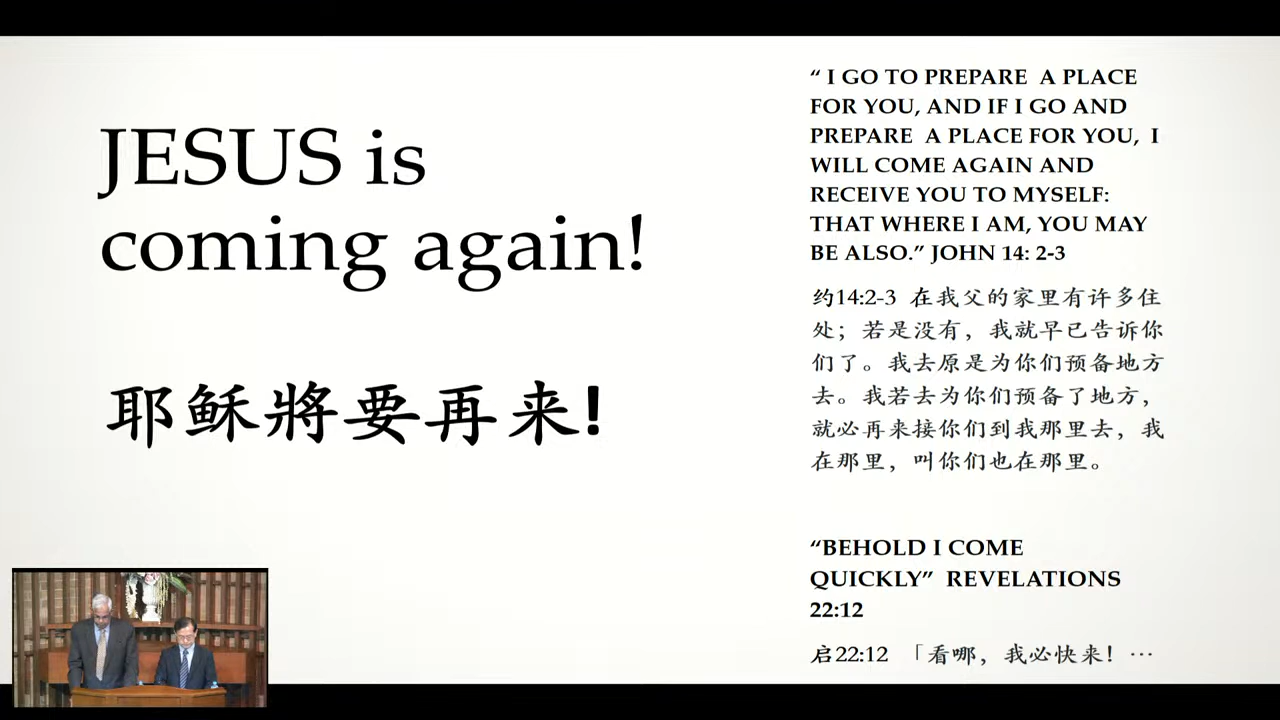 JESUS is
coming again!
耶稣將要再来!
“ I GO TO PREPARE A PLACE
FOR YOU, AND IF I GO AND
PREPARE A PLACE FOR YOU, I
WILL COME AGAIN AND
RECEIVE YOU TO MYSELF:
THAT WHERE I AM, YOU MAY
BE ALSO.” JOHN 14: 2-3
约14:2-3 在我父的家里有许多住
处；若是没有，我就早已告诉你
们了。我去原是为你们预备地方
去。我若去为你们预备了地方，
就必再来接你们到我那里去，我
在那里，叫你们也在那里。
“BEHOLD I COME
QUICKLY” REVELATIONS
22:12
启22:12 「看哪，我必快来！…